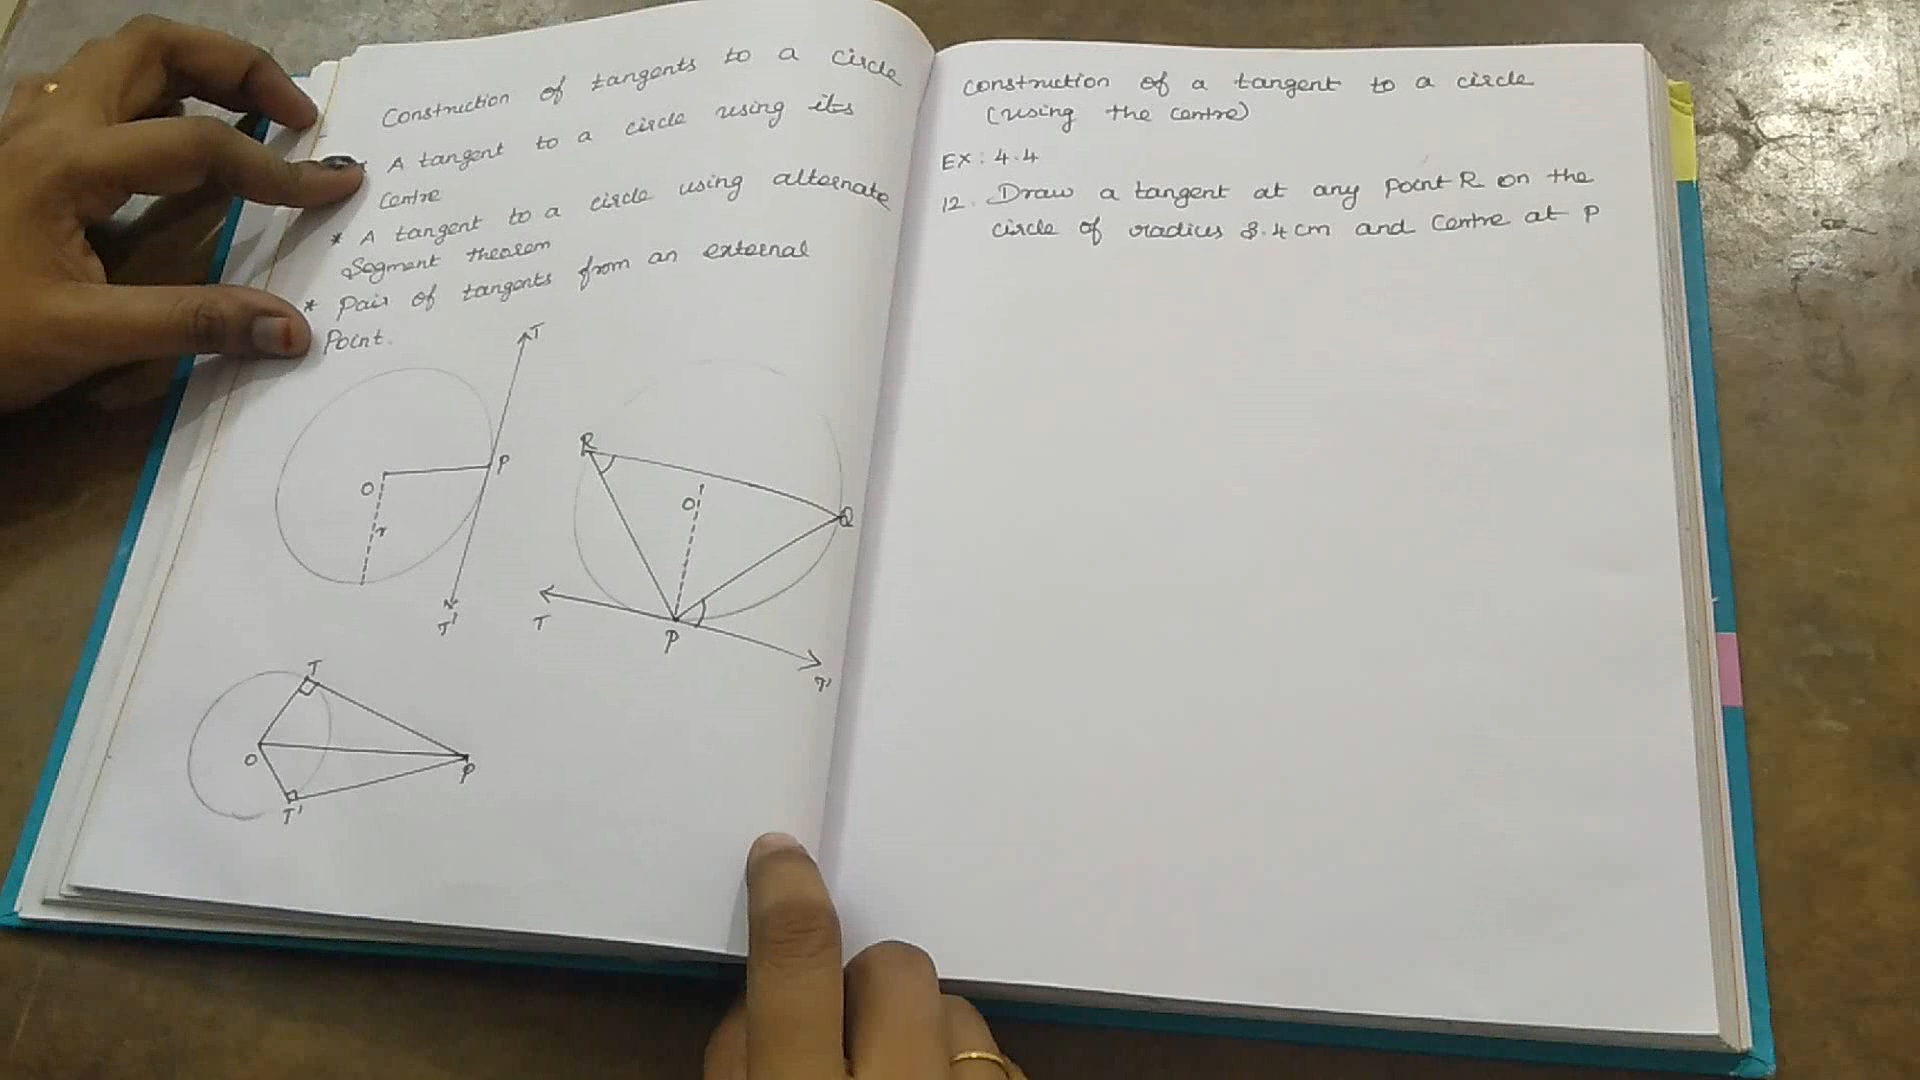 Construction of tangents to a circle
* A tangent to a circle using its
Centre
* A tangent to a circle using alternate
Segment theorem
* Pair of tangents from an external
Point.
T
O
P
r
T'
R
O
Q
T
P
T'
T
O
P
T'
Construction of a tangent to a circle
(using the centre)
EX: 4.4
12. Draw a tangent at any point R on the
circle of radius 3.4 cm and Centre at P